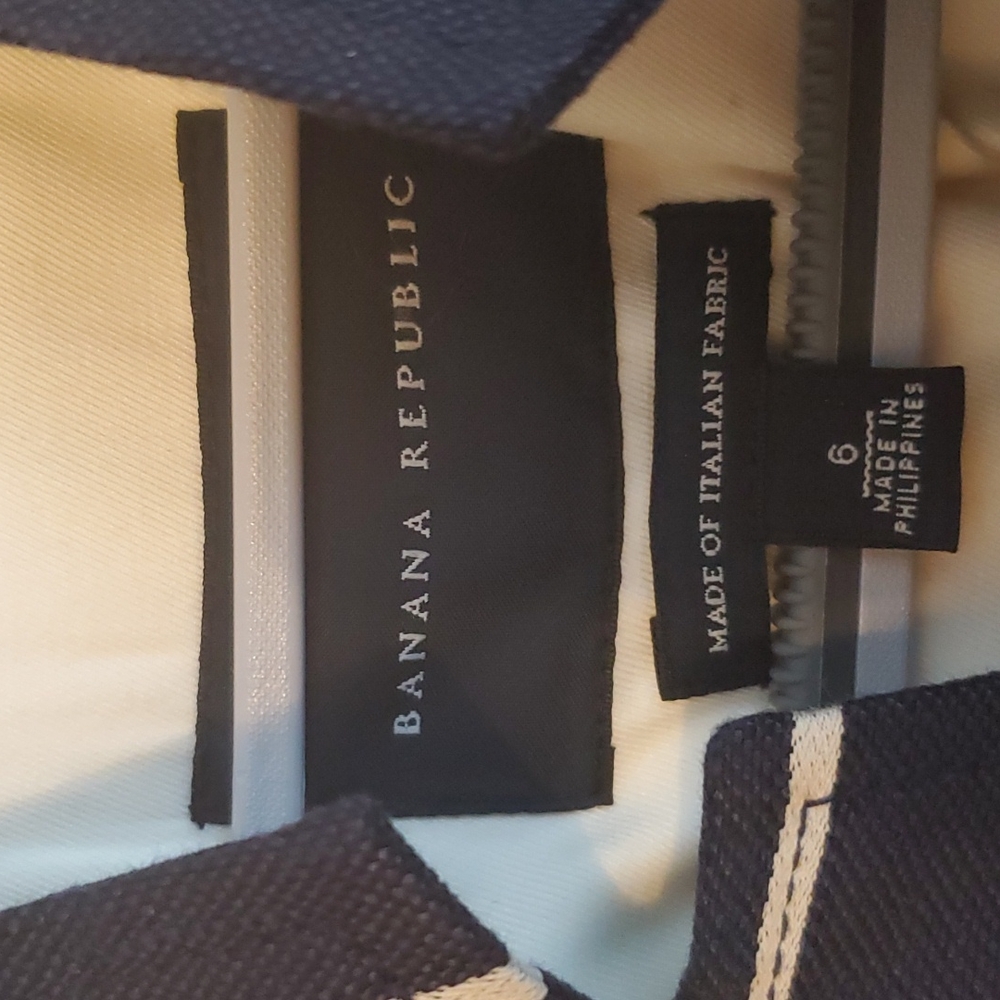 BANANA REPUBLIC
MADE OF ITALIAN FABRIC
6
MADE IN
PHILIPPINES